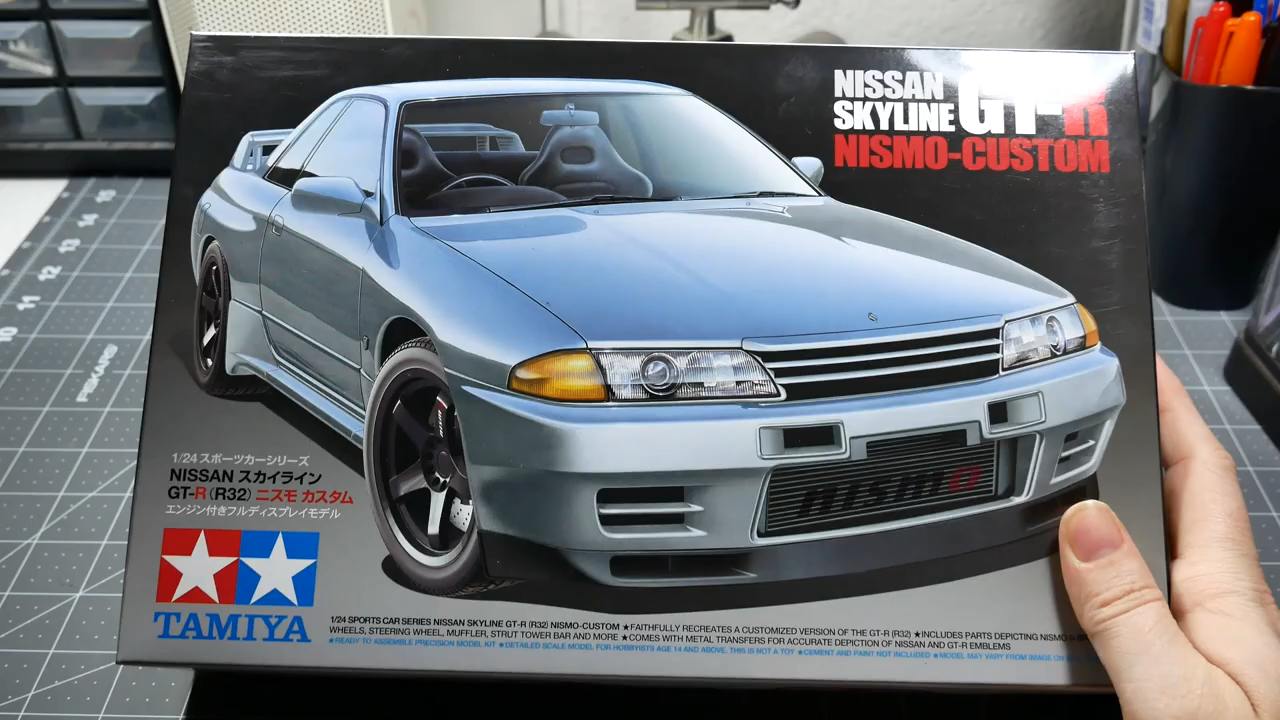 NISSAN
SKYLINE GT-R
NISMO-CUSTOM
NISMO
1/24 スポーツカーシリーズ
NISSAN スカイライン
GT-R (R32) ニスモ カスタム
エンジン付きフルディスプレイモデル
TAMIYA
1/24 SPORTS CAR SERIES NISSAN SKYLINE GT-R (R32) NISMO-CUSTOM ★FAITHFULLY RECREATES A CUSTOMIZED VERSION OF THE GT-R (R32) ★INCLUDES PARTS DEPICTING NISMO
WHEELS, STEERING WHEEL, MUFFLER, STRUT TOWER BAR AND MORE ★COMES WITH METAL TRANSFERS FOR ACCURATE DEPICTION OF NISSAN AND GT-R EMBLEMS
★READY TO ASSEMBLE PRECISION MODEL KIT ★DETAILED SCALE MODEL FOR HOBBYISTS AGE 14 AND ABOVE. THIS IS NOT A TOY ★CEMENT AND PAINT NOT INCLUDED ★MODEL MAY VARY FROM IMAGE ON
FISKARS
15
14
13
12
11
10